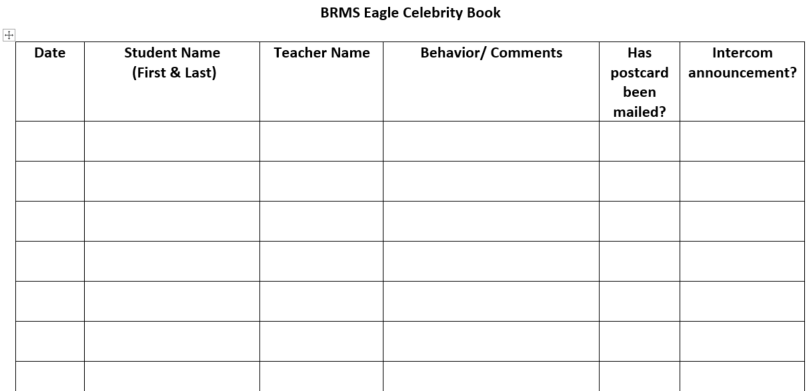 BRMS Eagle Celebrity Book
Date
Student Name
(First & Last)
Teacher Name
Behavior/ Comments
Has
postcard
been
mailed?
Intercom
announcement?